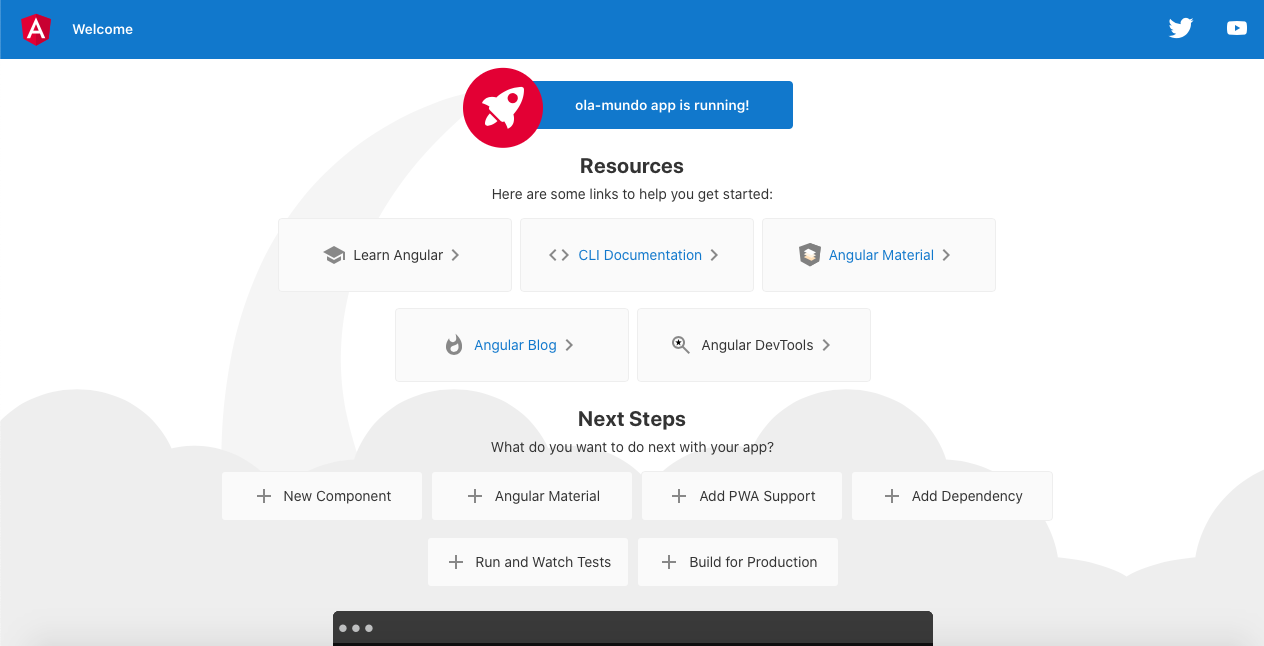 Welcome
ola-mundo app is running!
Resources
Here are some links to help you get started:
Learn Angular
CLI Documentation
Angular Material
Angular Blog
Angular DevTools
Next Steps
What do you want to do next with your app?
New Component
Angular Material
Add PWA Support
Add Dependency
Run and Watch Tests
Build for Production